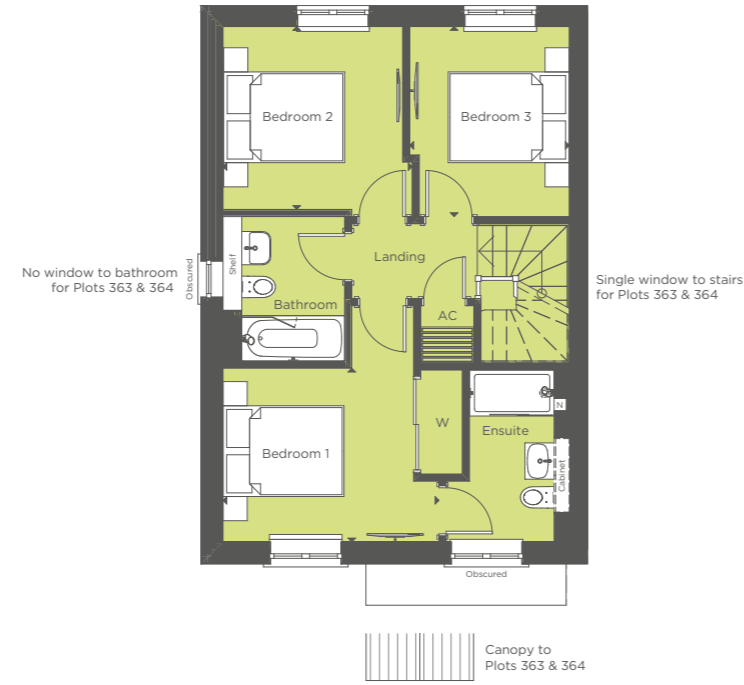 Bedroom 2
Bedroom 3
Landing
No window to bathroom
for Plots 363 & 364
Obscured
Shelf
Bathroom
Single window to stairs
for Plots 363 & 364
AC
W
Ensuite
N
Cabinet
Bedroom 1
Obscured
Canopy to
Plots 363 & 364